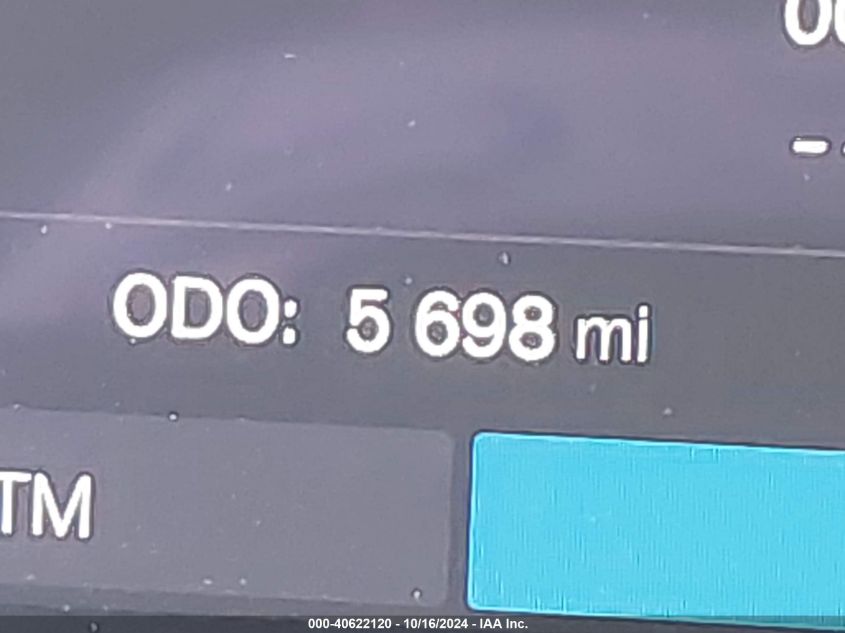 ODO: 5 698 mi
TM
000-40622120 - 10/16/2024 - IAA Inc.